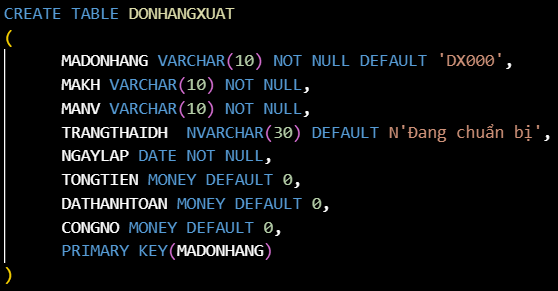 CREATE TABLE DONHANGXUAT
(
MADONHANG VARCHAR(10) NOT NULL DEFAULT 'DX000',
MAKH VARCHAR(10) NOT NULL,
MANV VARCHAR(10) NOT NULL,
TRANGTHAIDH  NVARCHAR(30) DEFAULT N'Đang chuẩn bị',
NGAYLAP DATE NOT NULL,
TONGTIEN MONEY DEFAULT 0,
DATHANHTOAN MONEY DEFAULT 0,
CONGNO MONEY DEFAULT 0,
PRIMARY KEY(MADONHANG)
)